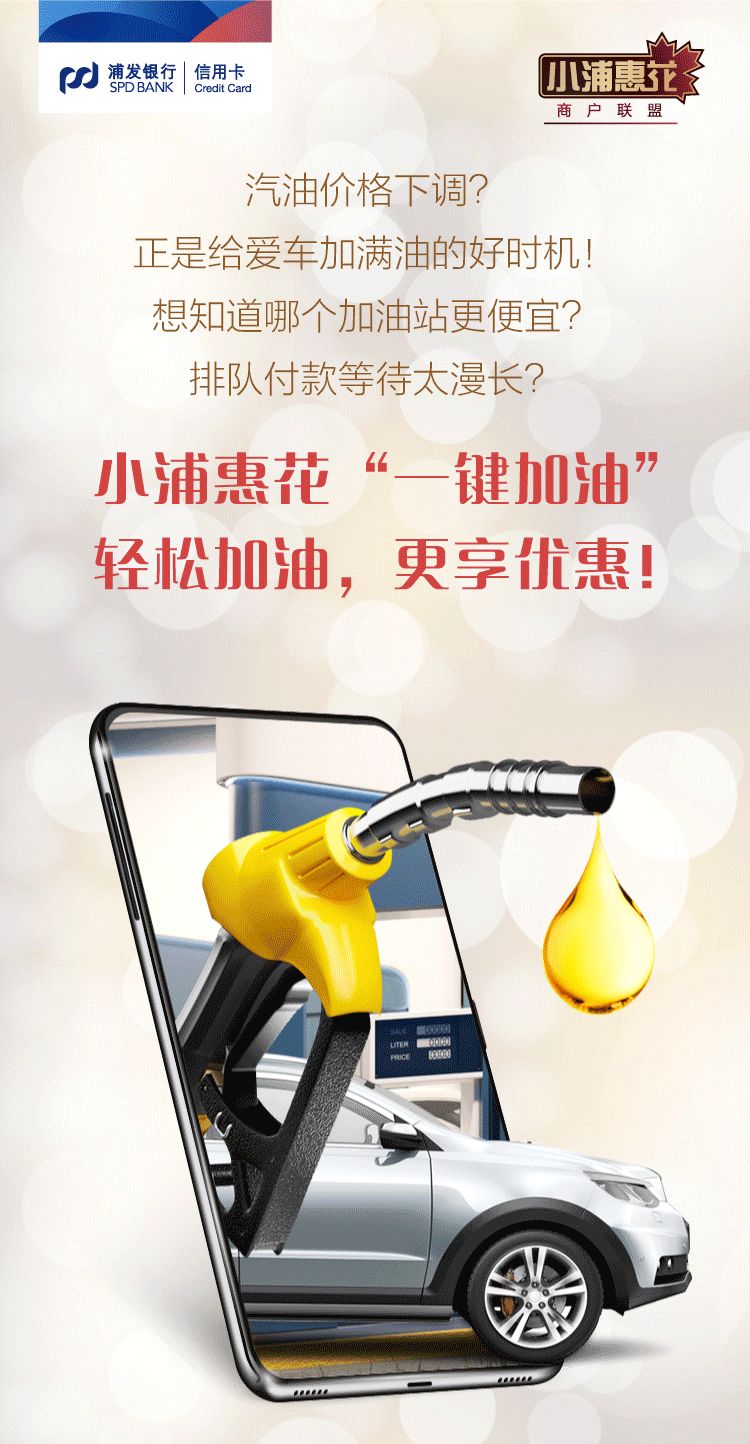 浦发银行 信用卡
SPD BANK Credit Card
小浦惠花
商户联盟
汽油价格下调?
正是给爱车加满油的好时机!
想知道哪个加油站更便宜?
排队付款等待太漫长?
小浦惠花“一键加油”
轻松加油，更享优惠!
SALE 00000
LITER 0000
PRICE 0000